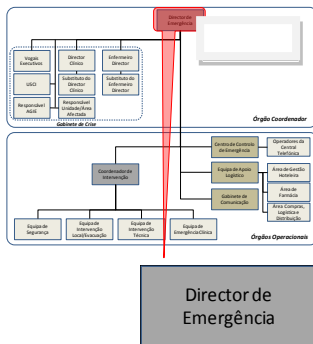 Director de
Emergência
Vogais
Executivos
Director
Clínico
Enfermeiro
Director
USCI
Substituto do
Director
Clínico
Substituto do
Enfermeiro
Director
Responsável
AGIE
Responsável
Unidade/Área
Afectada
Gabinete de Crise
Órgão Coordenador
Centro de Controlo
de Emergência
Operadores da
Central
Telefónica
Coordenador de
Intervenção
Equipa de Apoio
Logístico
Área de Gestão
Hoteleira
Área de
Farmácia
Gabinete de
Comunicação
Área Compras,
Logística e
Distribuição
Equipa de
Segurança
Equipa de
Intervenção
Local/Evacuação
Equipa de
Intervenção
Técnica
Equipa de
Emergência Clínica
Órgãos Operacionais
Director de
Emergência